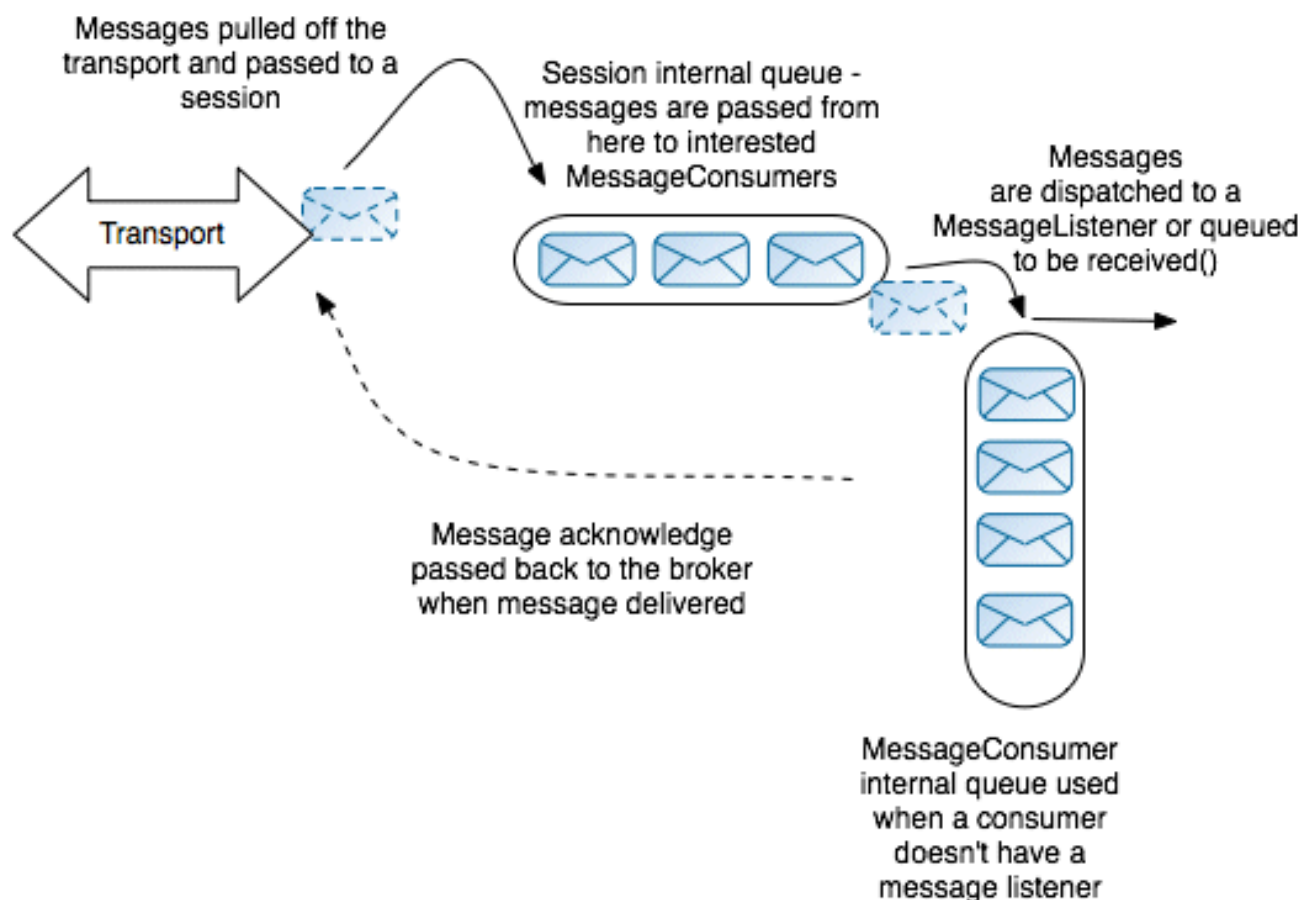 Messages pulled off the
transport and passed to a
session
Session internal queue -
messages are passed from
here to interested
MessageConsumers
Messages
are dispatched to a
MessageListener or queued
to be received()
Transport
Message acknowledge
passed back to the broker
when message delivered
MessageConsumer
internal queue used
when a consumer
doesn't have a
message listener